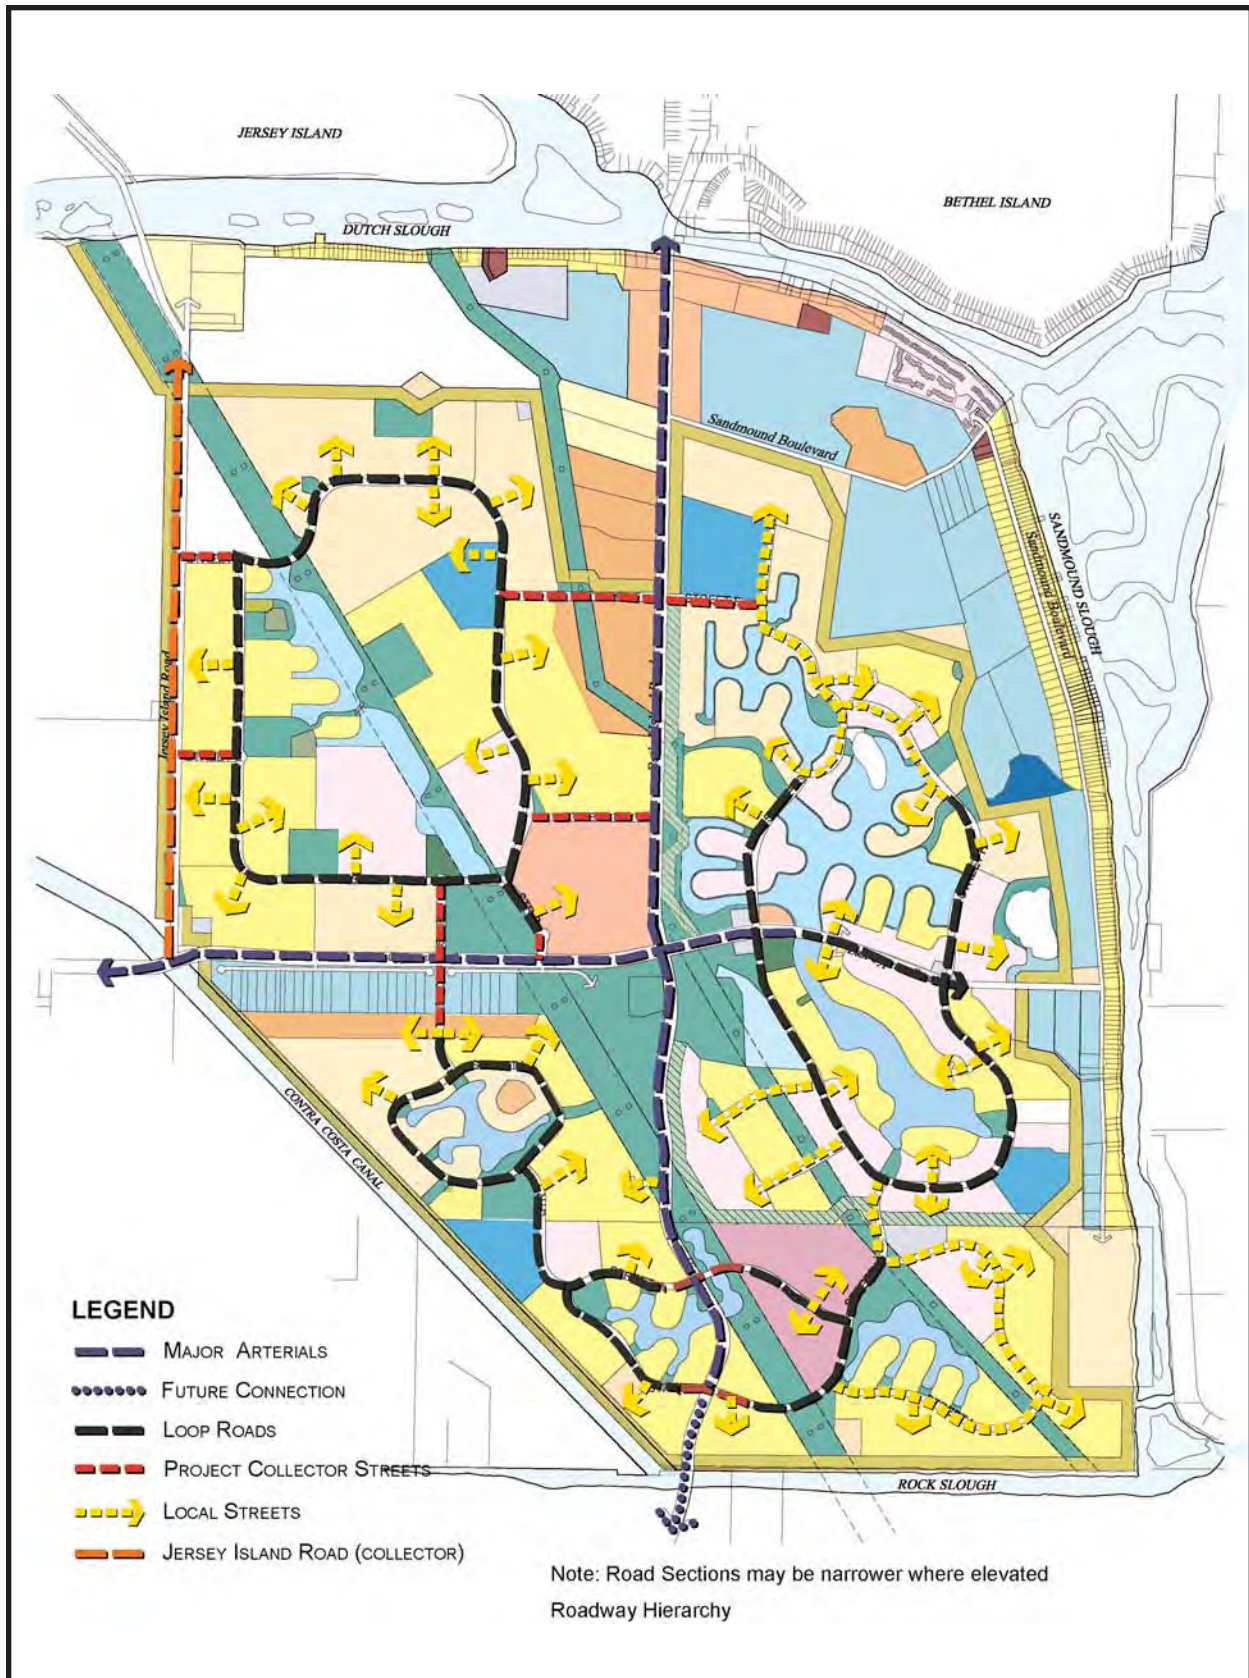 JERSEY ISLAND
BETHEL ISLAND
DUTCH SLOUGH
Sandmound Boulevard
SANDMOUND SLOUGH
Sandmound Boulevard
Jersey Island Road
CONTRA COSTA CANAL
ROCK SLOUGH
LEGEND
MAJOR ARTERIALS
FUTURE CONNECTION
LOOP ROADS
PROJECT COLLECTOR STREETS
LOCAL STREETS
JERSEY ISLAND ROAD (COLLECTOR)
Note: Road Sections may be narrower where elevated
Roadway Hierarchy